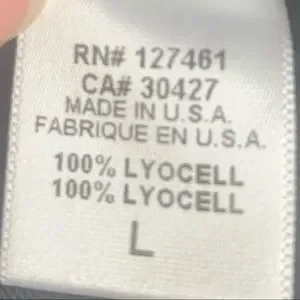 RN# 127461
CA# 30427
MADE IN U.S.A.
FABRIQUE EN U.S.A.
100% LYOCELL
100% LYOCELL
L